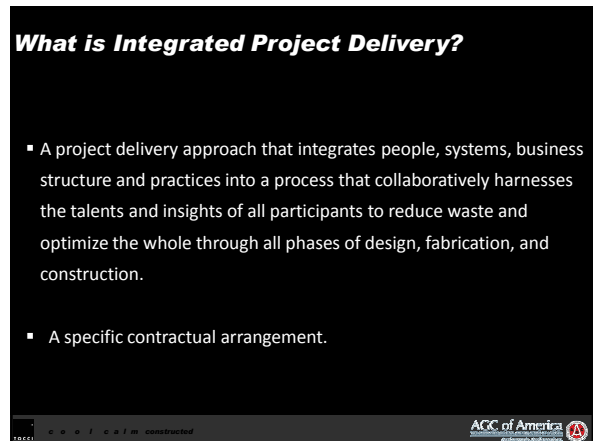 What is Integrated Project Delivery?
▪ A project delivery approach that integrates people, systems, business
structure and practices into a process that collaboratively harnesses
the talents and insights of all participants to reduce waste and
optimize the whole through all phases of design, fabrication, and
construction.
▪ A specific contractual arrangement.
cool calm constructed
AGC of America